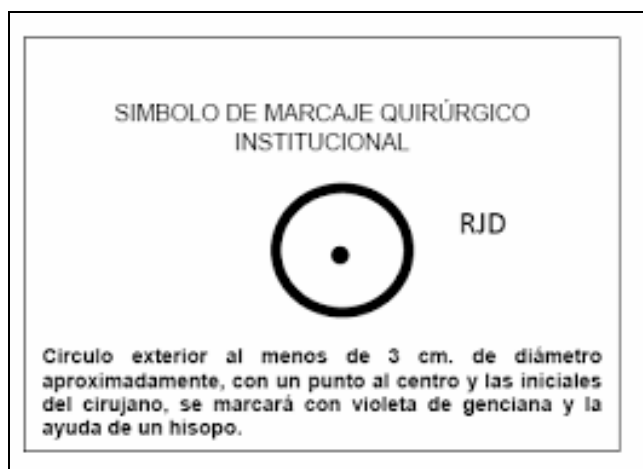 SIMBOLO DE MARCAJE QUIRÚRGICO
INSTITUCIONAL
RJD
Circulo exterior al menos de 3 cm. de diámetro
aproximadamente, con un punto al centro y las iniciales
del cirujano, se marcará con violeta de genciana y la
ayuda de un hisopo.